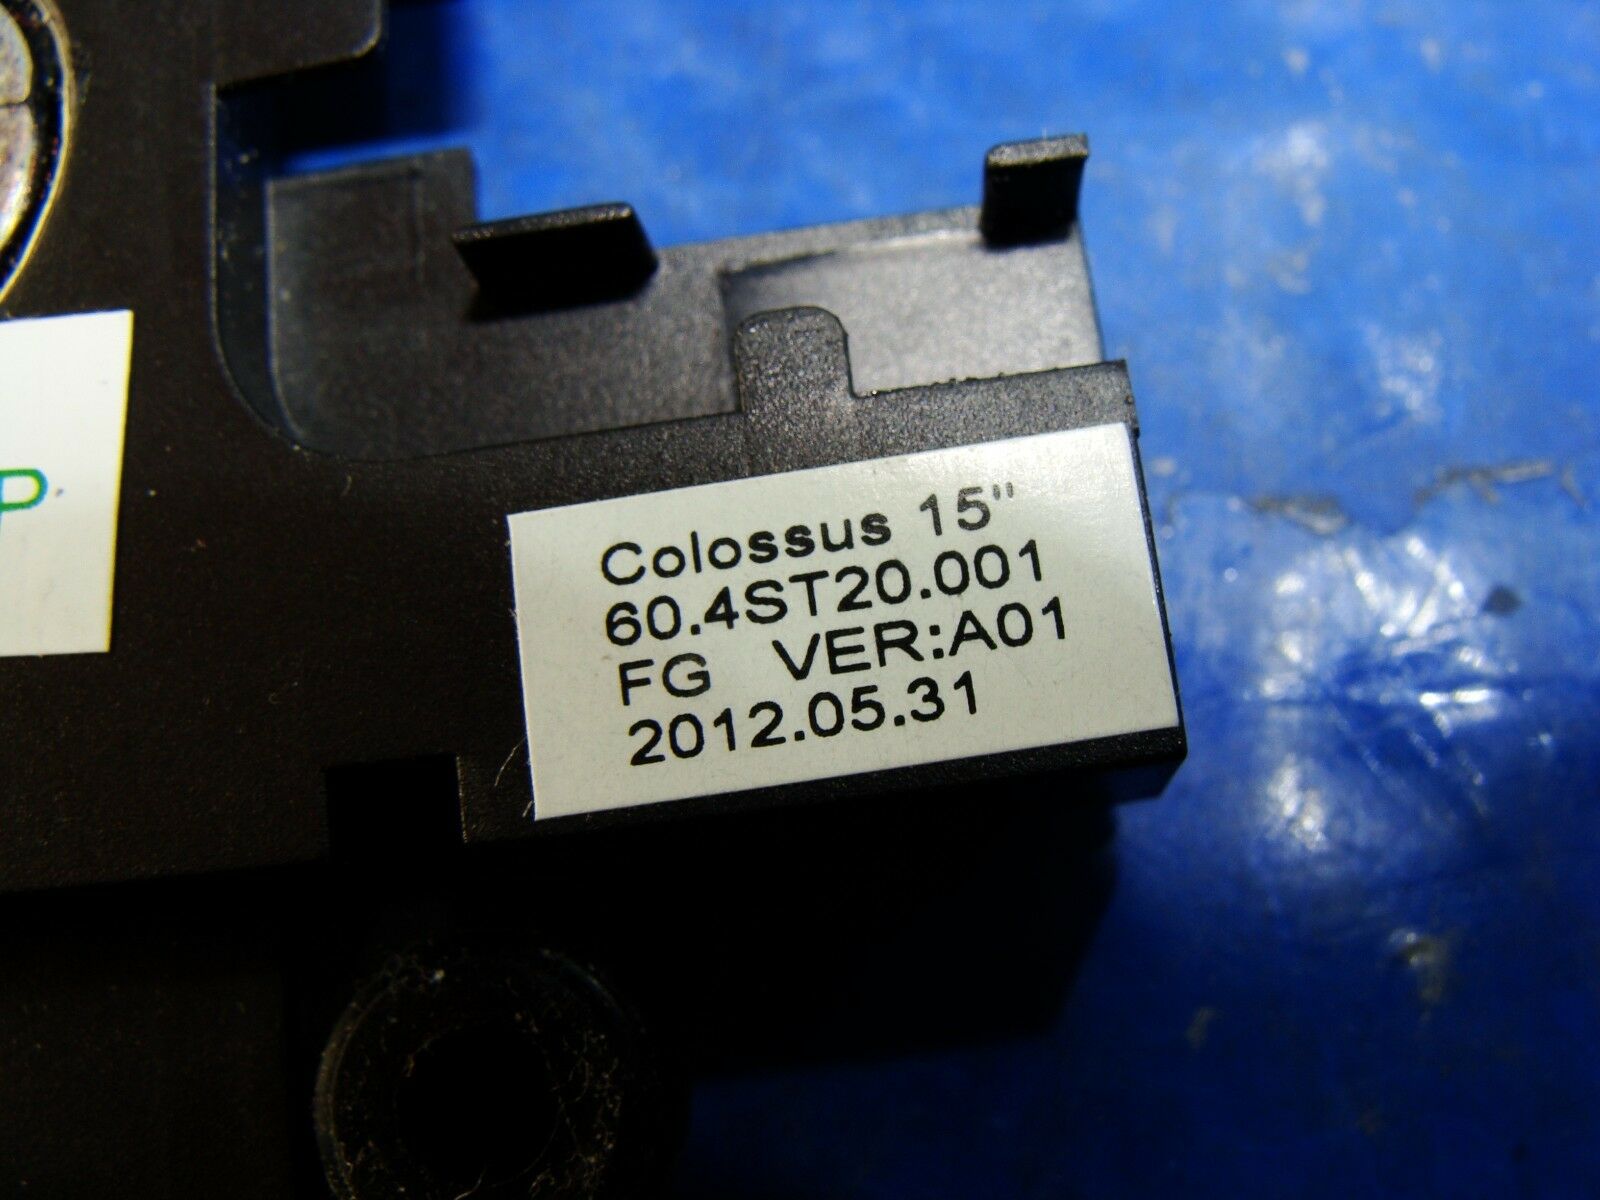 P
Colossus 15"
60.4ST20.001
FG VER:A01
2012.05.31